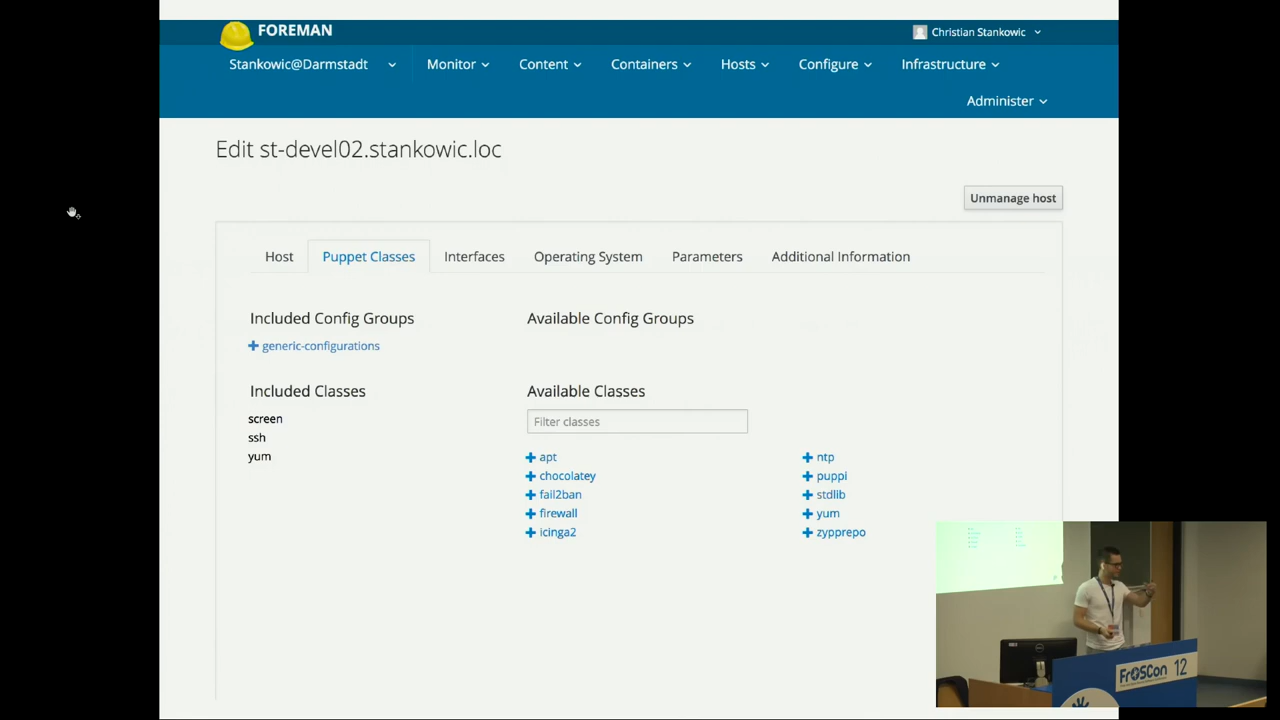 FOREMAN
Christian Stankowic
Stankowic@Darmstadt
Monitor
Content
Containers
Hosts
Configure
Infrastructure
Administer
Edit st-devel02.stankowic.loc
Unmanage host
Host
Puppet Classes
Interfaces
Operating System
Parameters
Additional Information
Included Config Groups
Available Config Groups
generic-configurations
Included Classes
Available Classes
screen
Filter classes
ssh
yum
apt
ntp
chocolatey
puppi
fail2ban
stdlib
firewall
yum
icinga2
zypprepo
FrOSCon 12